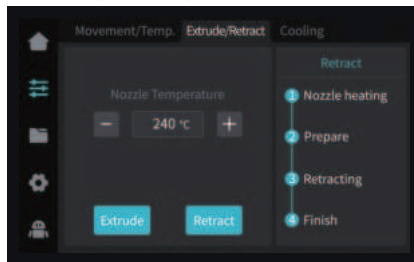 Movement/Temp. Extrude/Retract Cooling
Retract
Nozzle Temperature
− 240 °C +
Extrude Retract
1 Nozzle heating
2 Prepare
3 Retracting
4 Finish